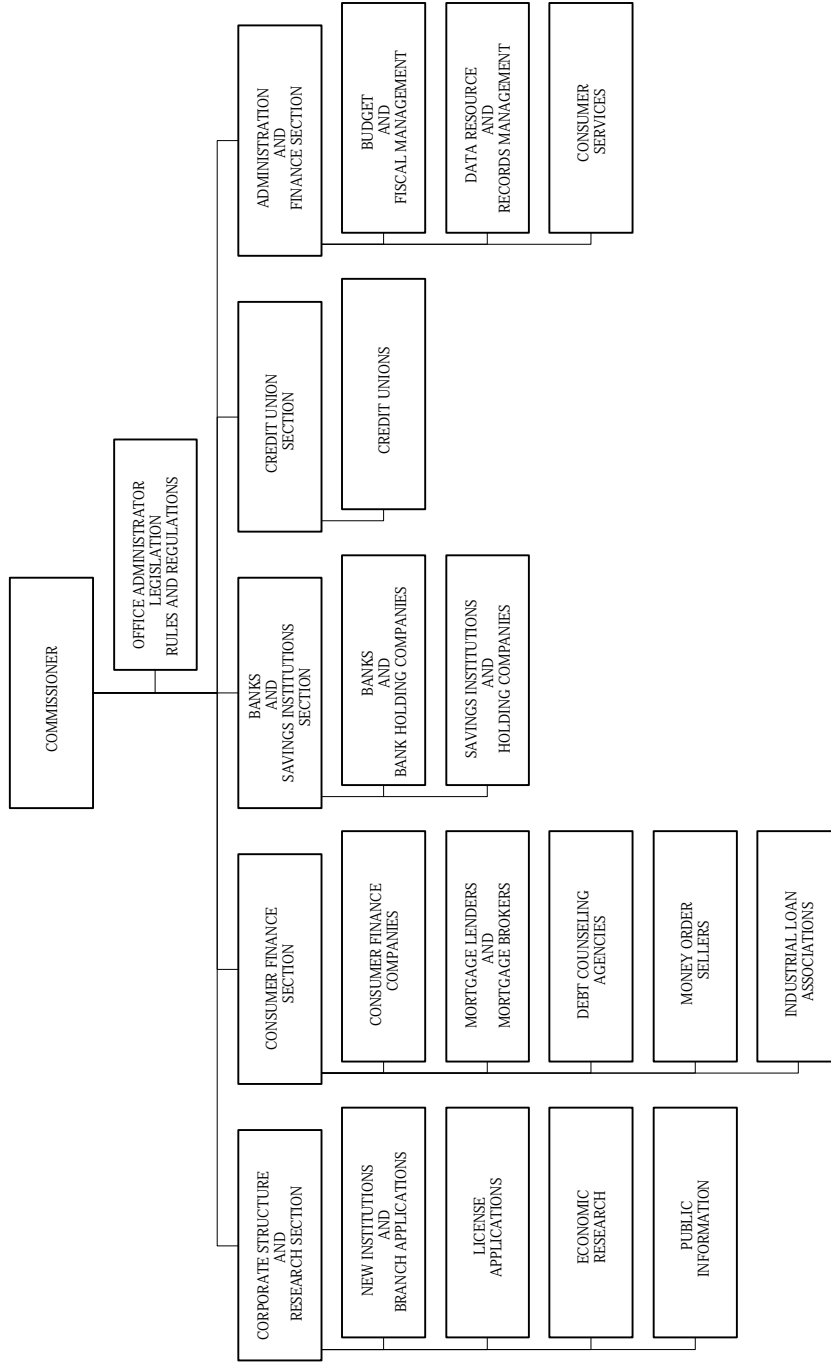 COMMISSIONER
OFFICE ADMINISTRATOR
LEGISLATION
RULES AND REGULATIONS
CORPORATE STRUCTURE
AND
RESEARCH SECTION
NEW INSTITUTIONS
AND
BRANCH APPLICATIONS
LICENSE
APPLICATIONS
ECONOMIC
RESEARCH
PUBLIC
INFORMATION
CONSUMER FINANCE
SECTION
CONSUMER FINANCE
COMPANIES
MORTGAGE LENDERS
AND
MORTGAGE BROKERS
DEBT COUNSELING
AGENCIES
MONEY ORDER
SELLERS
INDUSTRIAL LOAN
ASSOCIATIONS
BANKS
AND
SAVINGS INSTITUTIONS
SECTION
BANKS
AND
BANK HOLDING COMPANIES
SAVINGS INSTITUTIONS
AND
HOLDING COMPANIES
CREDIT UNION
SECTION
CREDIT UNIONS
ADMINISTRATION
AND
FINANCE SECTION
BUDGET
AND
FISCAL MANAGEMENT
DATA RESOURCE
AND
RECORDS MANAGEMENT
CONSUMER
SERVICES